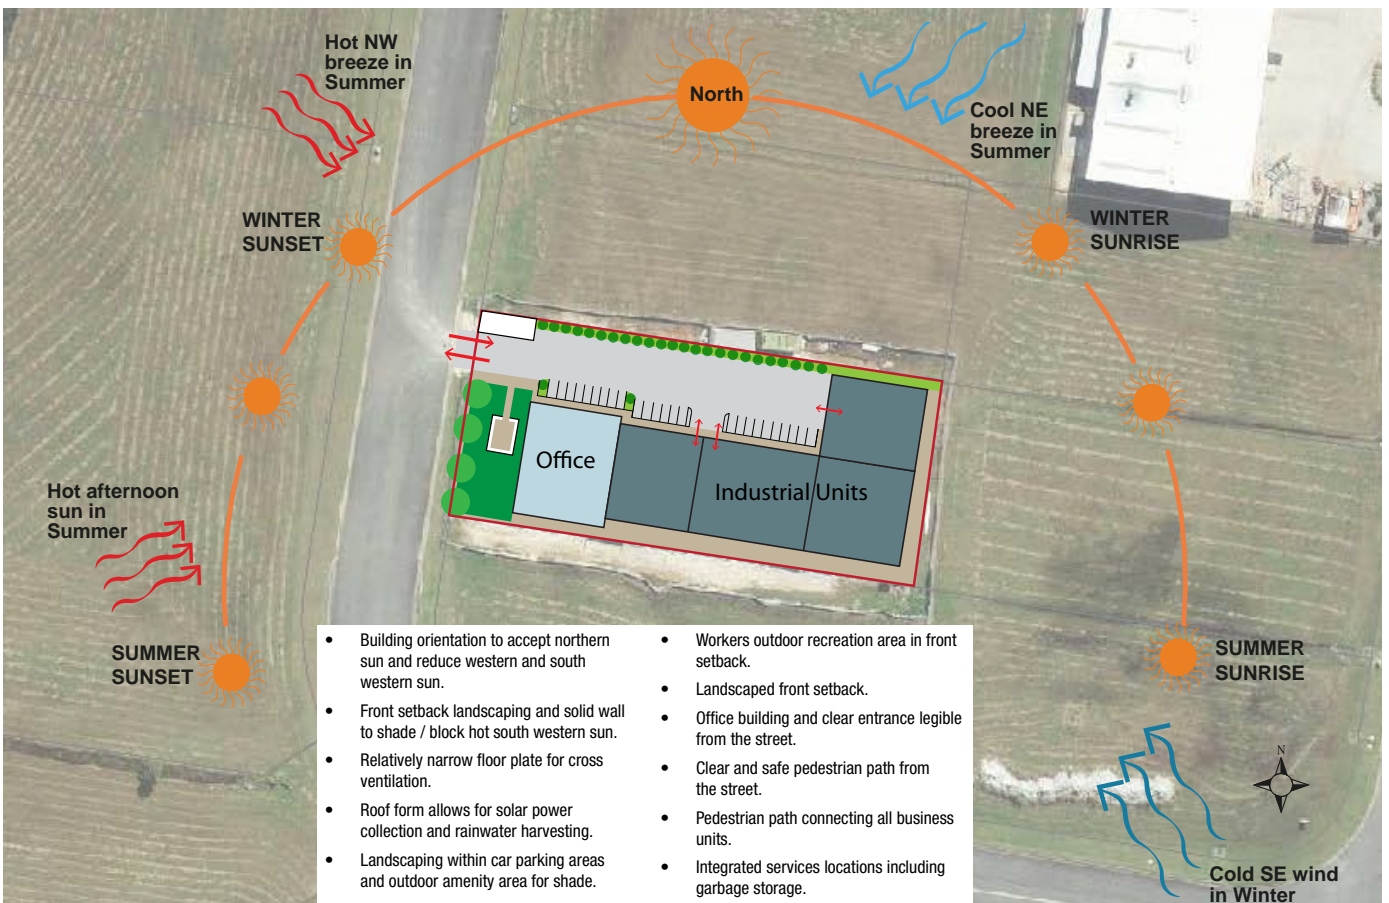 Hot NW
breeze in
Summer
North
Cool NE
breeze in
Summer
WINTER
SUNSET
WINTER
SUNRISE
Office
Industrial Units
Hot afternoon
sun in
Summer
SUMMER
SUNSET
SUMMER
SUNRISE
• Building orientation to accept northern
sun and reduce western and south
western sun.
• Front setback landscaping and solid wall
to shade / block hot south western sun.
• Relatively narrow floor plate for cross
ventilation.
• Roof form allows for solar power
collection and rainwater harvesting.
• Landscaping within car parking areas
and outdoor amenity area for shade.
• Workers outdoor recreation area in front
setback.
• Landscaped front setback.
• Office building and clear entrance legible
from the street.
• Clear and safe pedestrian path from
the street.
• Pedestrian path connecting all business
units.
• Integrated services locations including
garbage storage.
N
Cold SE wind
in Winter